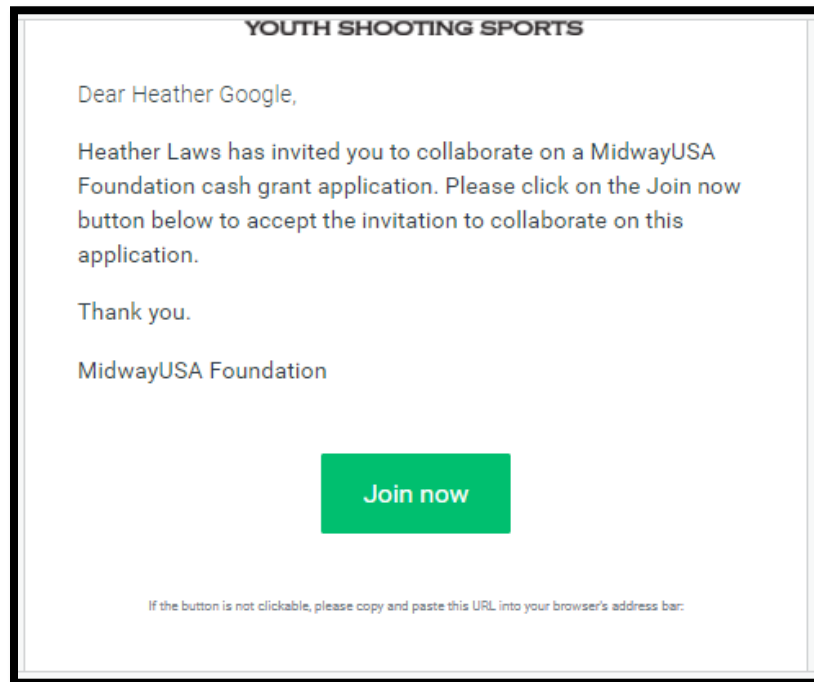 YOUTH SHOOTING SPORTS
Dear Heather Google,
Heather Laws has invited you to collaborate on a MidwayUSA
Foundation cash grant application. Please click on the Join now
button below to accept the invitation to collaborate on this
application.
Thank you.
MidwayUSA Foundation
Join now
If the button is not clickable, please copy and paste this URL into your browser's address bar: